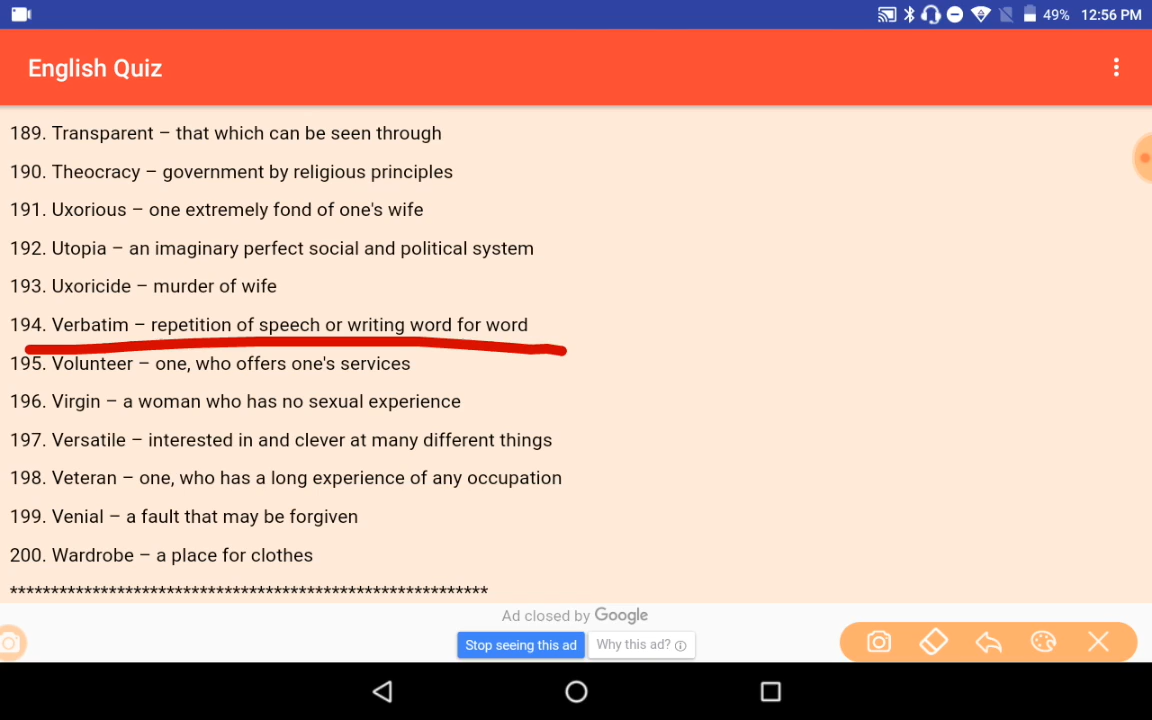 49% 12:56 PM
English Quiz
189. Transparent – that which can be seen through
190. Theocracy – government by religious principles
191. Uxorious – one extremely fond of one's wife
192. Utopia – an imaginary perfect social and political system
193. Uxoricide – murder of wife
194. Verbatim – repetition of speech or writing word for word
195. Volunteer – one, who offers one's services
196. Virgin – a woman who has no sexual experience
197. Versatile – interested in and clever at many different things
198. Veteran – one, who has a long experience of any occupation
199. Venial – a fault that may be forgiven
200. Wardrobe – a place for clothes
************************************************************
Ad closed by Google
Stop seeing this ad Why this ad?